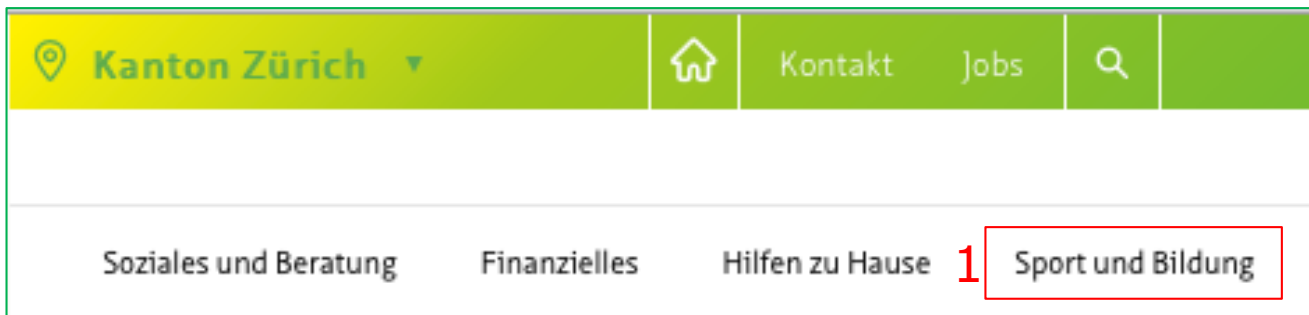 Kanton Zürich Kontakt Jobs
Soziales und Beratung Finanzielles Hilfen zu Hause 1 Sport und Bildung